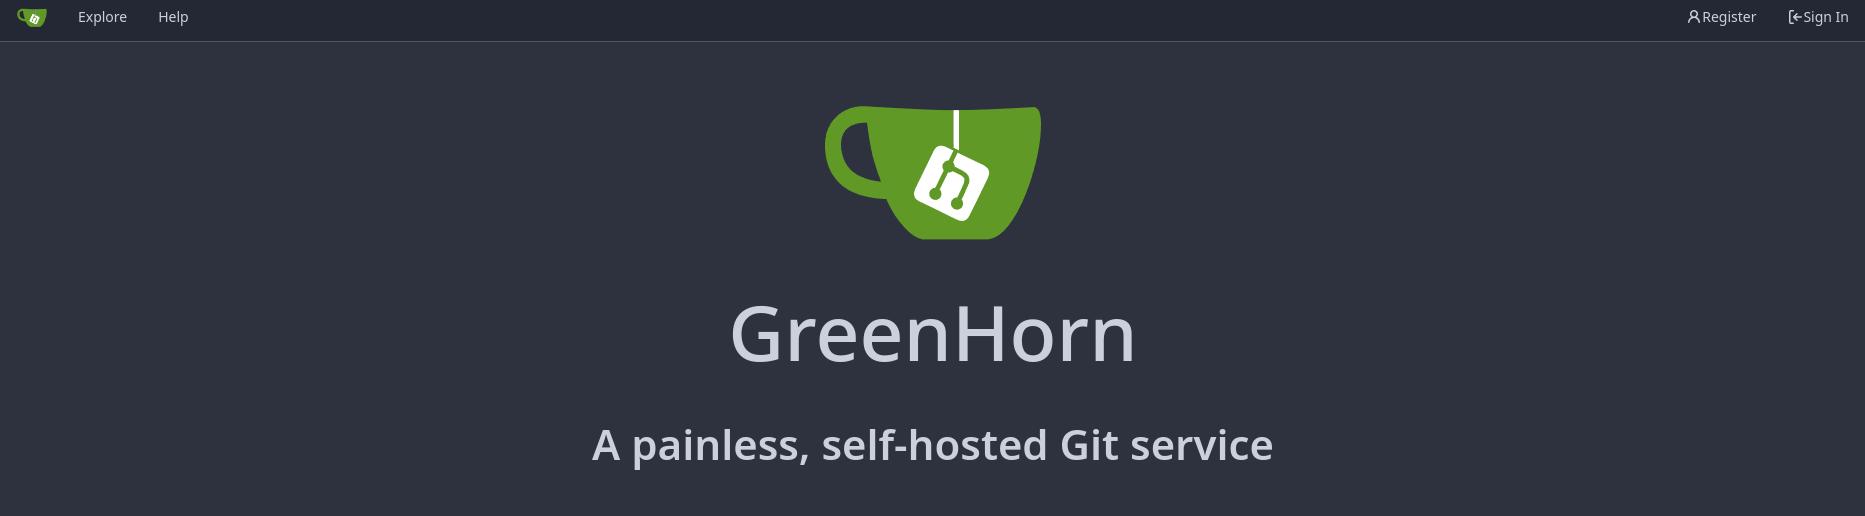 Explore Help Register Sign In
GreenHorn
A painless, self-hosted Git service